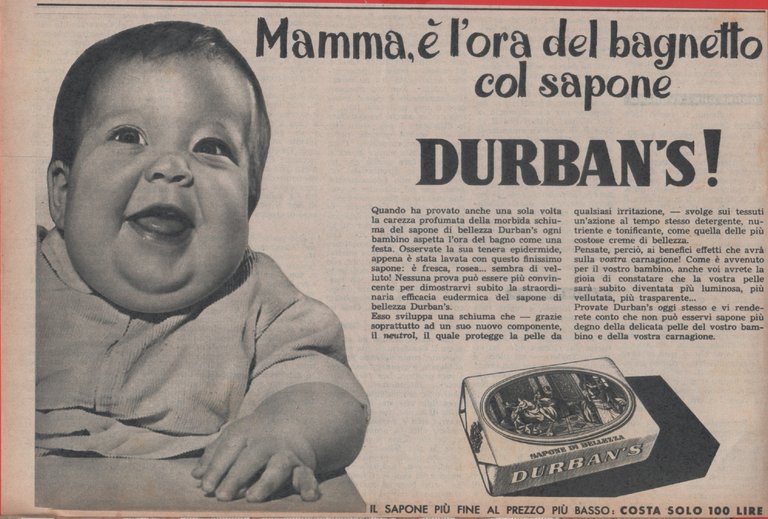 Mamma, è l'ora del bagnetto
col sapone
DURBAN'S!
Quando ha provato anche una sola volta
la carezza profumata della morbida schiu-
ma del sapone di bellezza Durban's ogni
bambino aspetta l'ora del bagno come una
festa. Osservate la sua tenera epidermide,
appena è stata lavata con questo finissimo
sapone: è fresca, rosea... sembra di vel-
luto! Nessuna prova può essere più convin-
cente per dimostrarvi subito la straordi-
naria efficacia eudermica del sapone di
bellezza Durban's.
Esso sviluppa una schiuma che — grazie
soprattutto ad un suo nuovo componente,
il neutrol, il quale protegge la pelle da
qualsiasi irritazione, — svolge sui tessuti
un'azione al tempo stesso detergente, nu-
triente e tonificante, come quella delle più
costose creme di bellezza.
Pensate, perciò, ai benefici effetti che avrà
sulla vostra carnagione! Come è avvenuto
per il vostro bambino, anche voi avrete la
gioia di constatare che la vostra pelle
sarà subito diventata più luminosa, più
vellutata, più trasparente...
Provate Durban's oggi stesso e vi rende-
rete conto che non può esservi sapone più
degno della delicata pelle del vostro bam-
bino e della vostra carnagione.
SAPONE DI BELLEZZA
DURBAN'S
IL SAPONE PIÙ FINE AL PREZZO PIÙ BASSO: COSTA SOLO 100 LIRE